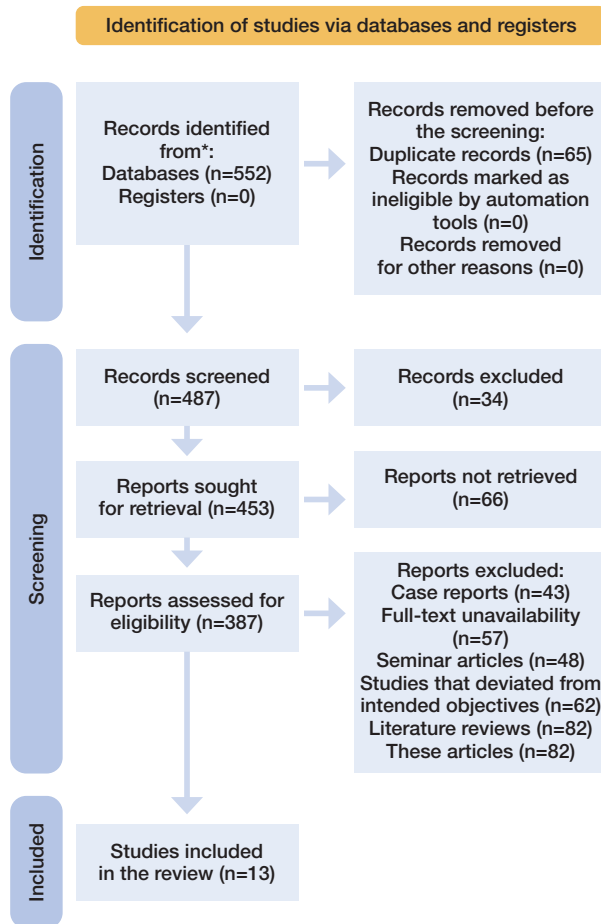 Identification of studies via databases and registers
Identification
Records identified
from*:
Databases (n=552)
Registers (n=0)
Records removed before
the screening:
Duplicate records (n=65)
Records marked as
ineligible by automation
tools (n=0)
Records removed
for other reasons (n=0)
Screening
Records screened
(n=487)
Records excluded
(n=34)
Reports sought
for retrieval (n=453)
Reports not retrieved
(n=66)
Reports assessed for
eligibility (n=387)
Reports excluded:
Case reports (n=43)
Full-text unavailability
(n=57)
Seminar articles (n=48)
Studies that deviated from
intended objectives (n=62)
Literature reviews (n=82)
These articles (n=82)
Included
Studies included
in the review (n=13)